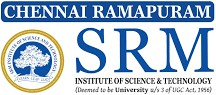 CHENNAI RAMAPURAM
SRM
INSTITUTE OF SCIENCE & TECHNOLOGY
(Deemed to be University u/s 3 of UGC Act, 1956)